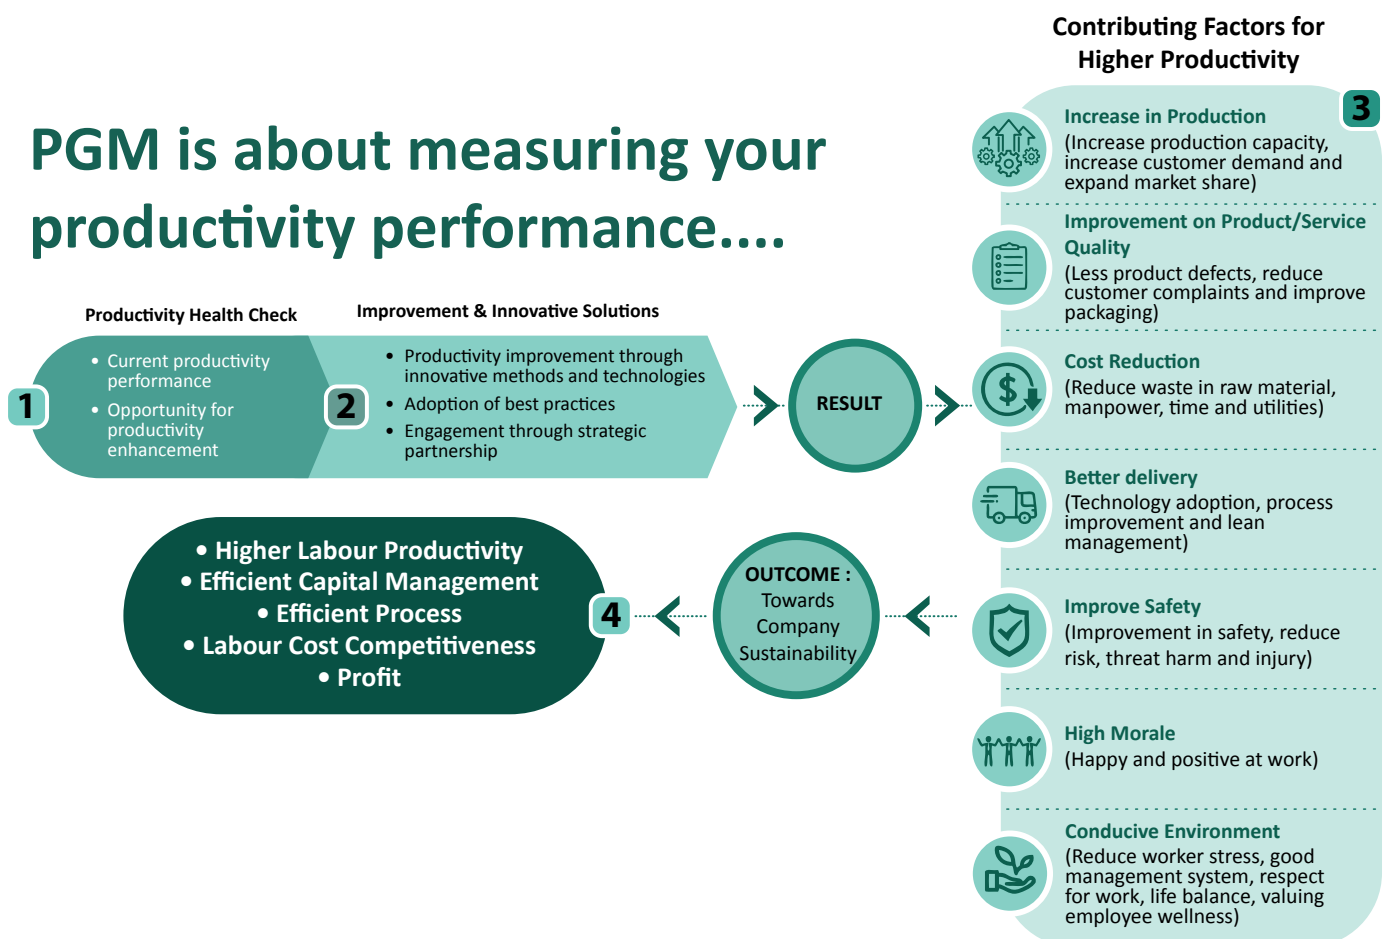 PGM is about measuring your
productivity performance....
Productivity Health Check
1
• Current productivity
performance
• Opportunity for
productivity
enhancement
Improvement & Innovative Solutions
2
• Productivity improvement through
innovative methods and technologies
• Adoption of best practices
• Engagement through strategic
partnership
RESULT
Contributing Factors for
Higher Productivity
3
Increase in Production
(Increase production capacity,
increase customer demand and
expand market share)
Improvement on Product/Service
Quality
(Less product defects, reduce
customer complaints and improve
packaging)
Cost Reduction
(Reduce waste in raw material,
manpower, time and utilities)
$
Better delivery
(Technology adoption, process
improvement and lean
management)
Improve Safety
(Improvement in safety, reduce
risk, threat harm and injury)
High Morale
(Happy and positive at work)
Conducive Environment
(Reduce worker stress, good
management system, respect
for work, life balance, valuing
employee wellness)
OUTCOME :
Towards
Company
Sustainability
4
• Higher Labour Productivity
• Efficient Capital Management
• Efficient Process
• Labour Cost Competitiveness
• Profit